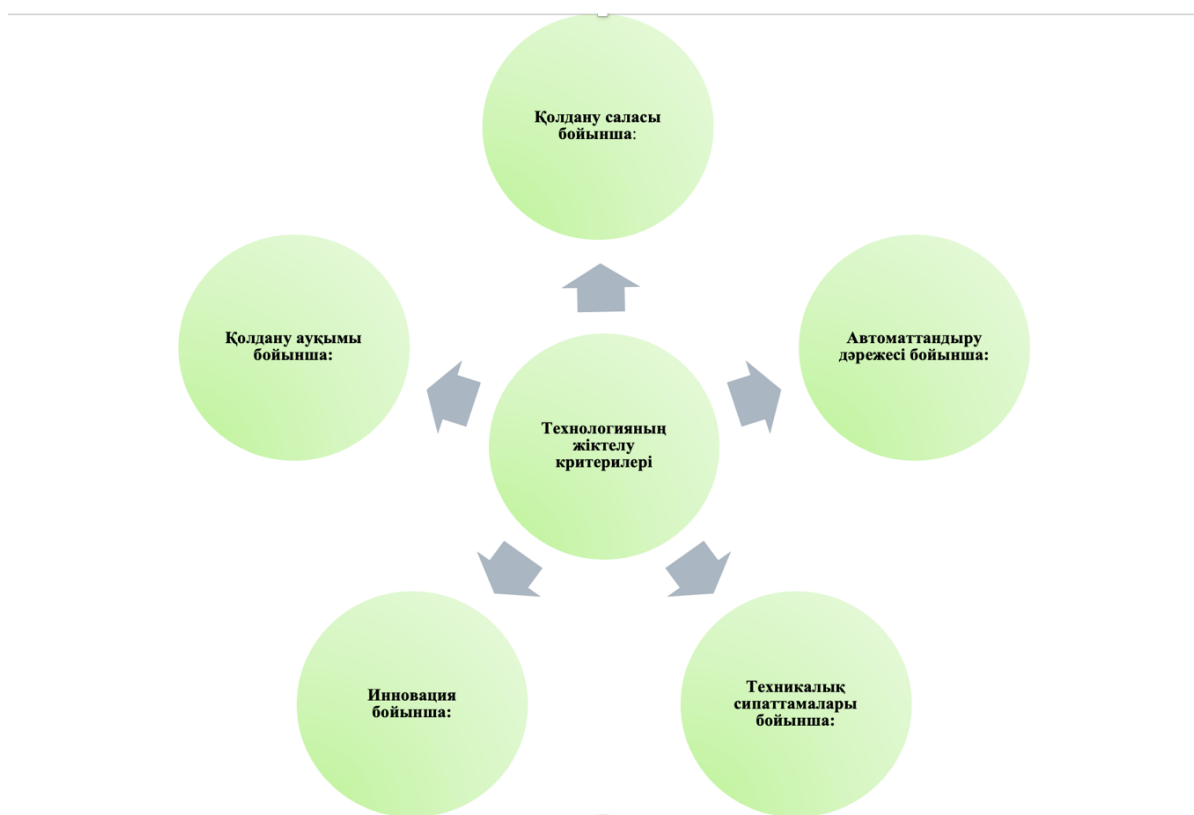 Қолдану саласы
бойынша:
Қолдану ауқымы
бойынша:
Автоматтандыру
дәрежесі бойынша:
Технологияның
жіктелу
критерилері
Инновация
бойынша:
Техникалық
сипаттамалары
бойынша: